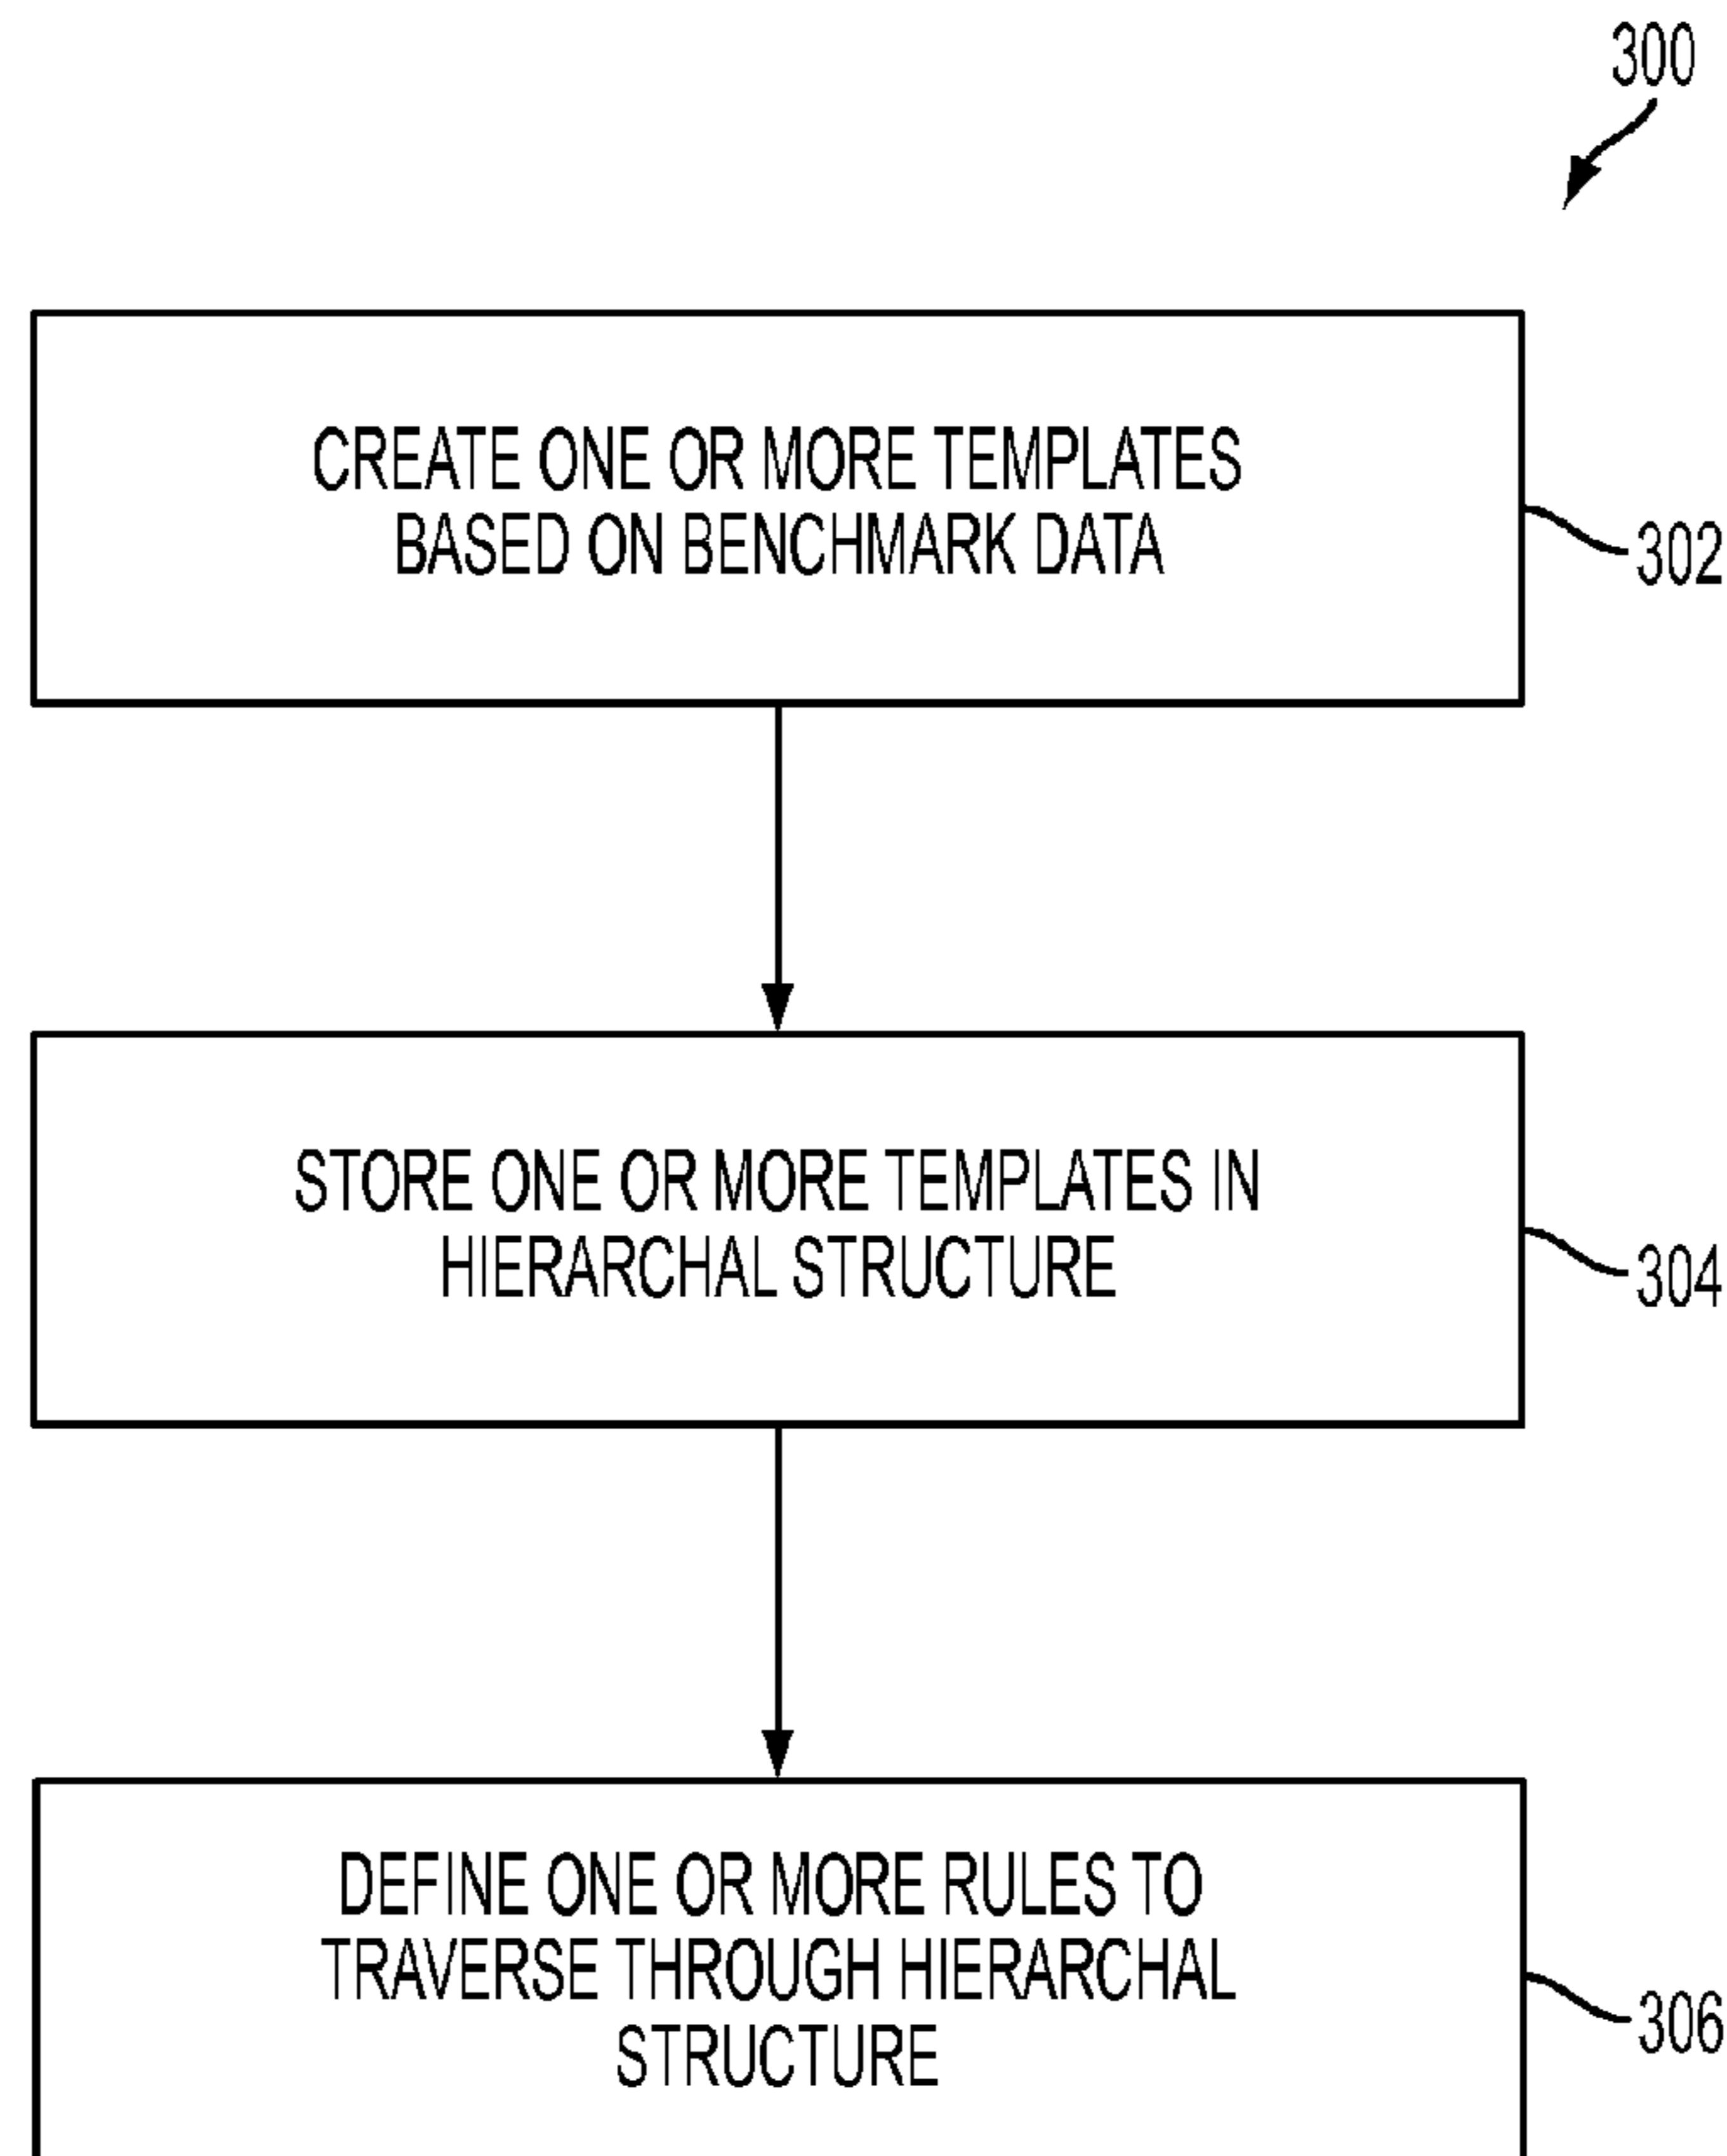 300
CREATE ONE OR MORE TEMPLATES
BASED ON BENCHMARK DATA
302
STORE ONE OR MORE TEMPLATES IN
HIERARCHAL STRUCTURE
304
DEFINE ONE OR MORE RULES TO
TRAVERSE THROUGH HIERARCHAL
STRUCTURE
306